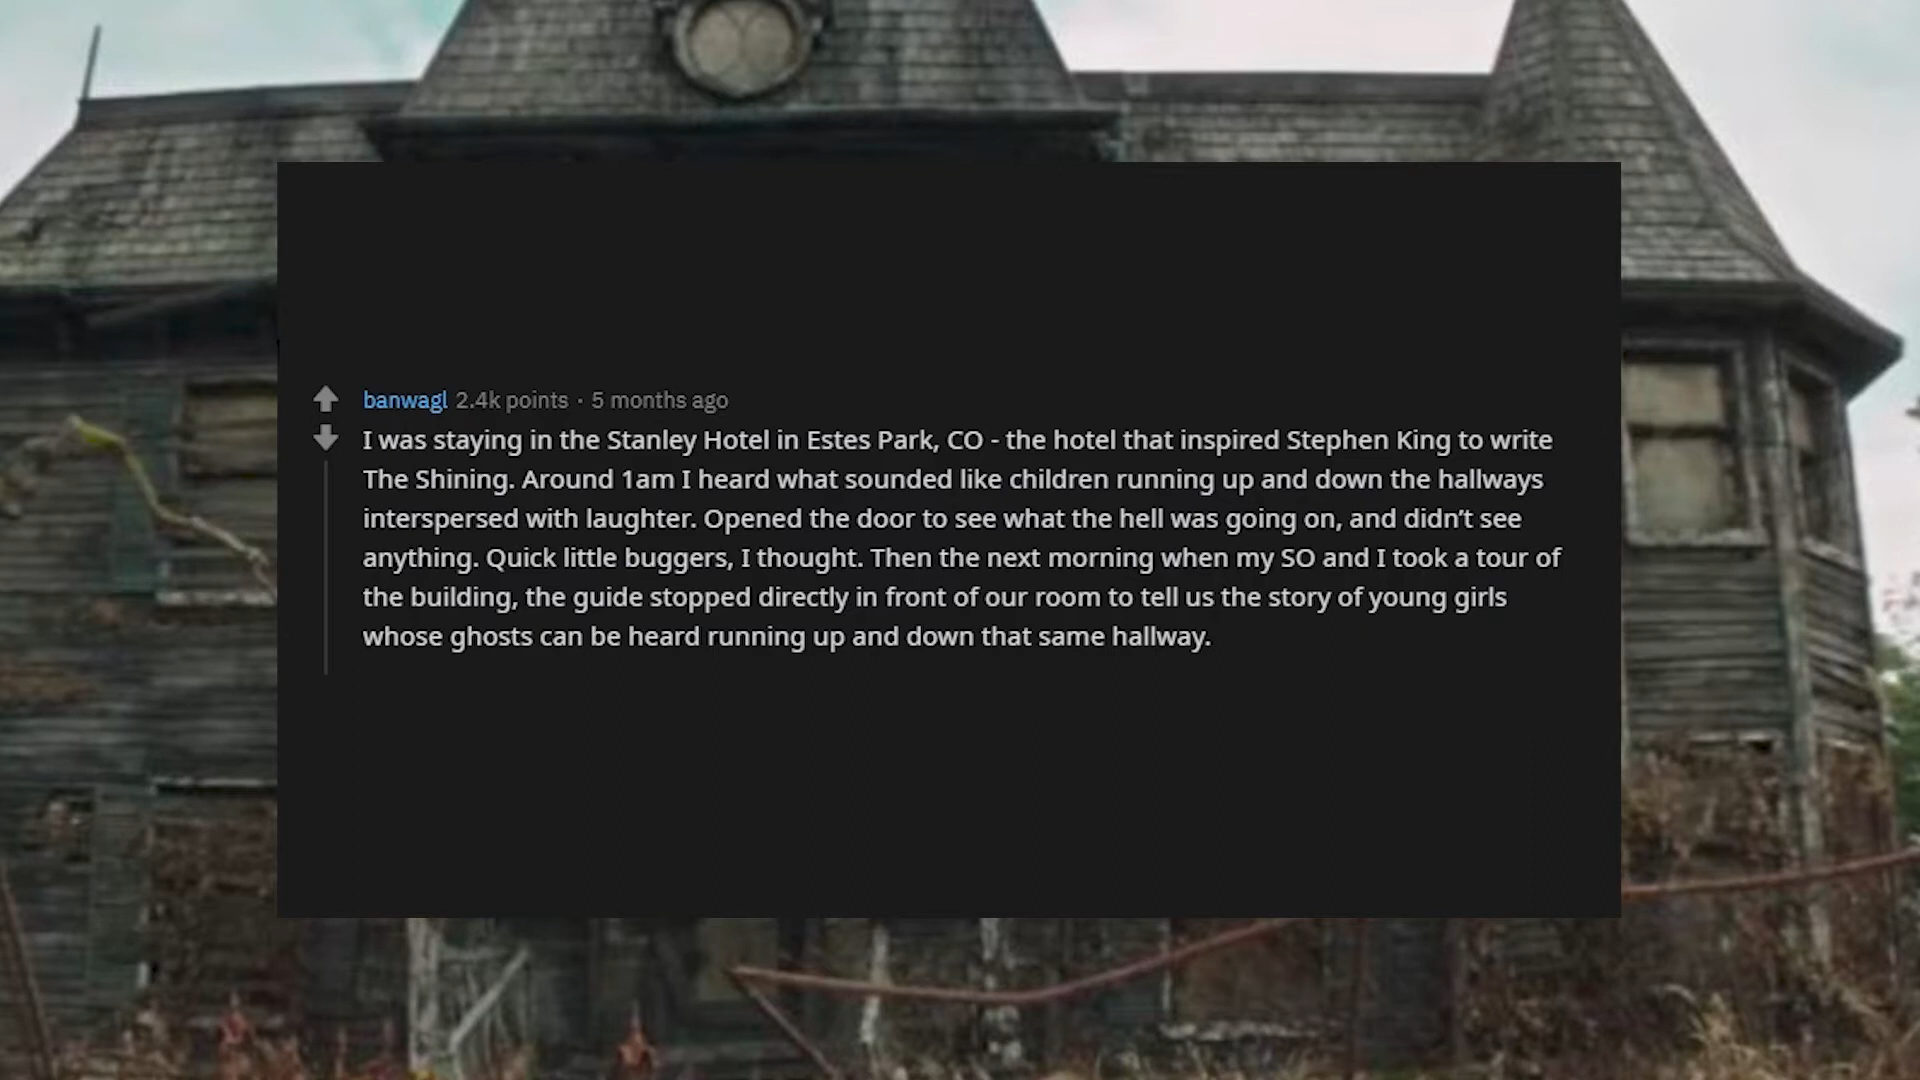 banwagl 2.4k points · 5 months ago
I was staying in the Stanley Hotel in Estes Park, CO - the hotel that inspired Stephen King to write
The Shining. Around 1am I heard what sounded like children running up and down the hallways
interspersed with laughter. Opened the door to see what the hell was going on, and didn’t see
anything. Quick little buggers, I thought. Then the next morning when my SO and I took a tour of
the building, the guide stopped directly in front of our room to tell us the story of young girls
whose ghosts can be heard running up and down that same hallway.